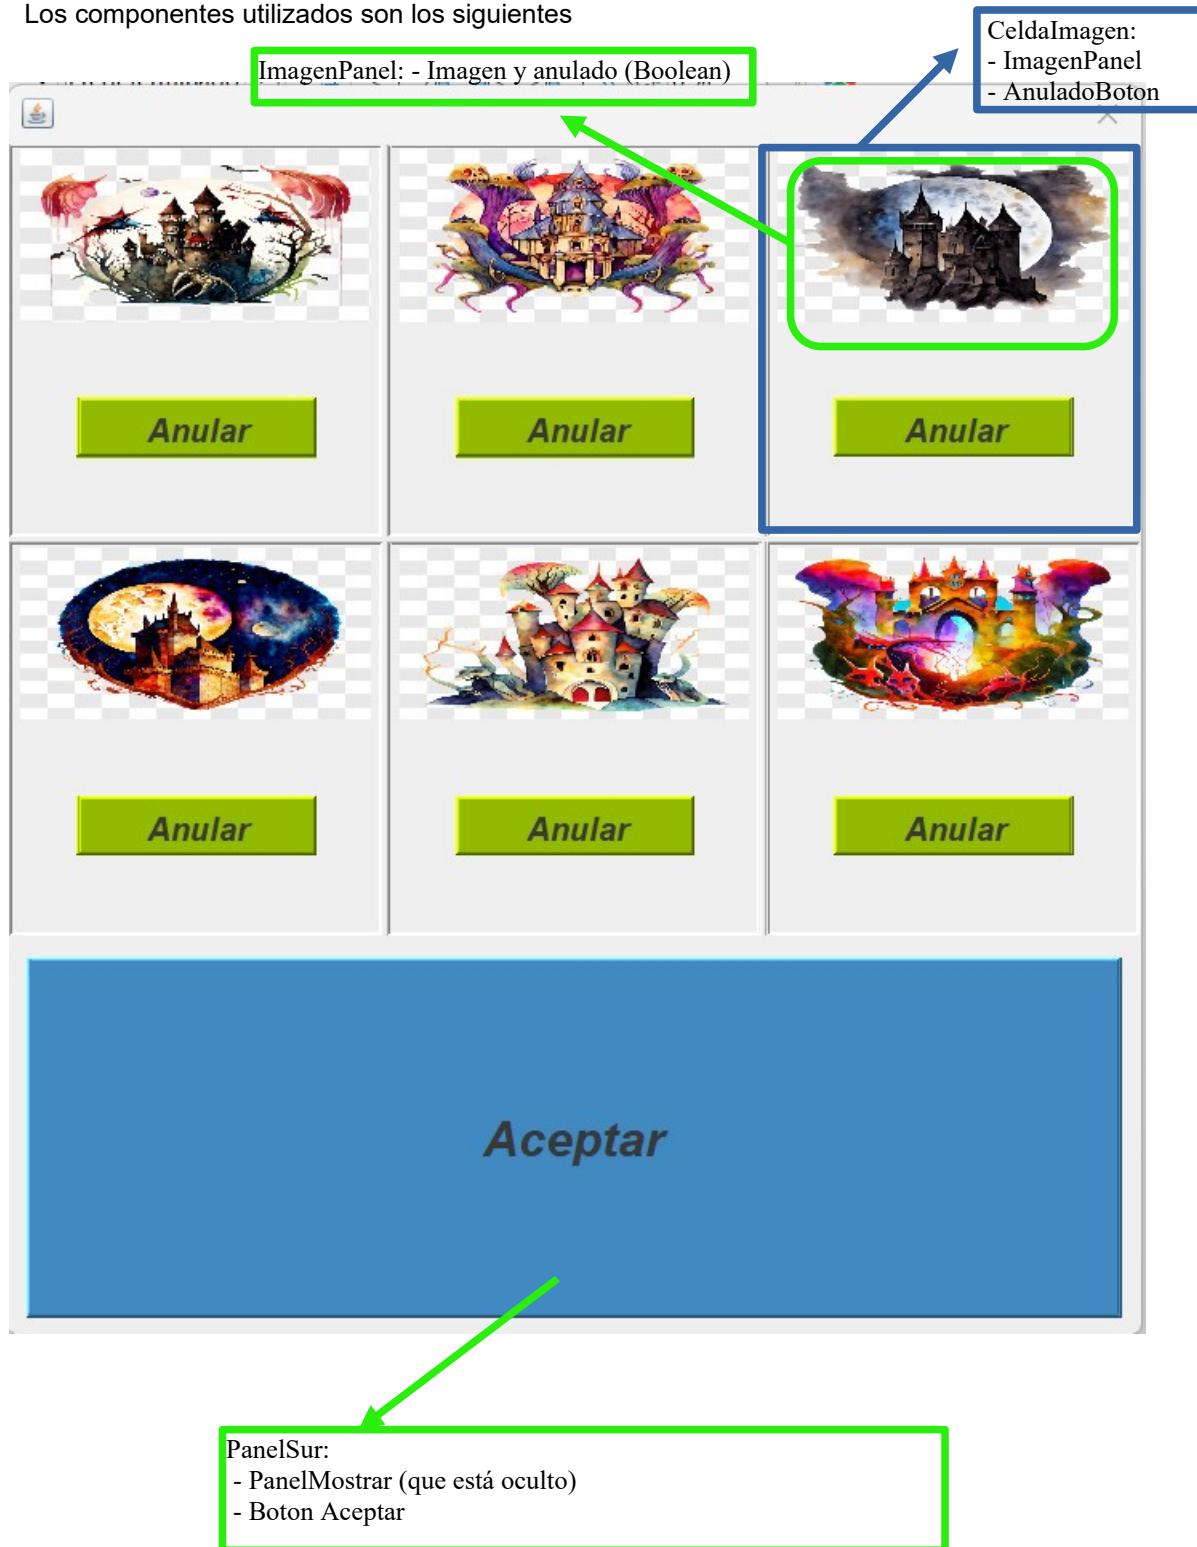 Los componentes utilizados son los siguientes
CeldaImagen:
- ImagenPanel
- AnuladoBoton
ImagenPanel: - Imagen y anulado (Boolean)
Anular
Anular
Anular
Anular
Anular
Anular
Aceptar
PanelSur:
- PanelMostrar (que está oculto)
- Boton Aceptar